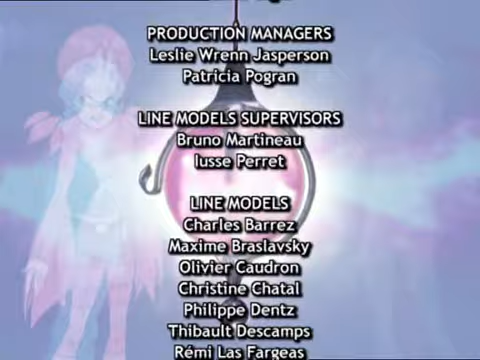 PRODUCTION MANAGERS
Leslie Wrenn Jasperson
Patricia Pogran
LINE MODELS SUPERVISORS
Bruno Martineau
Iusse Perret
LINE MODELS
Charles Barrez
Maxime Braslavsky
Olivier Caudron
Christine Chatal
Philippe Dentz
Thibault Descamps
Rémi Las Fargeas